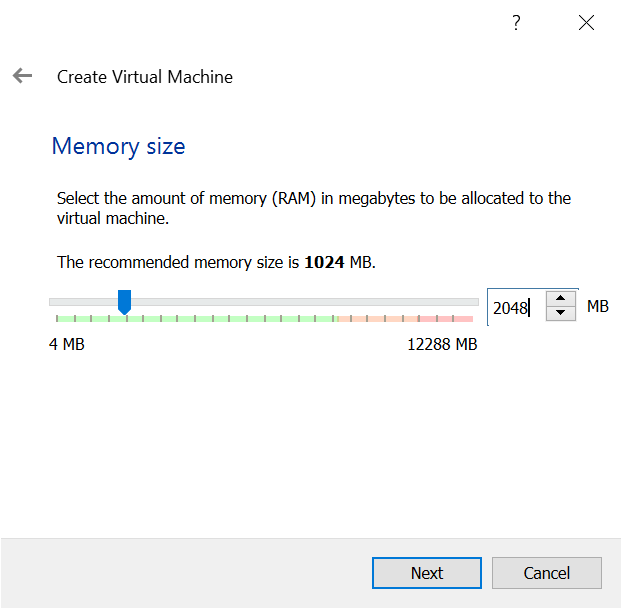 ?
Create Virtual Machine
Memory size
Select the amount of memory (RAM) in megabytes to be allocated to the
virtual machine.
The recommended memory size is 1024 MB.
2048 MB
4 MB 12288 MB
Next Cancel